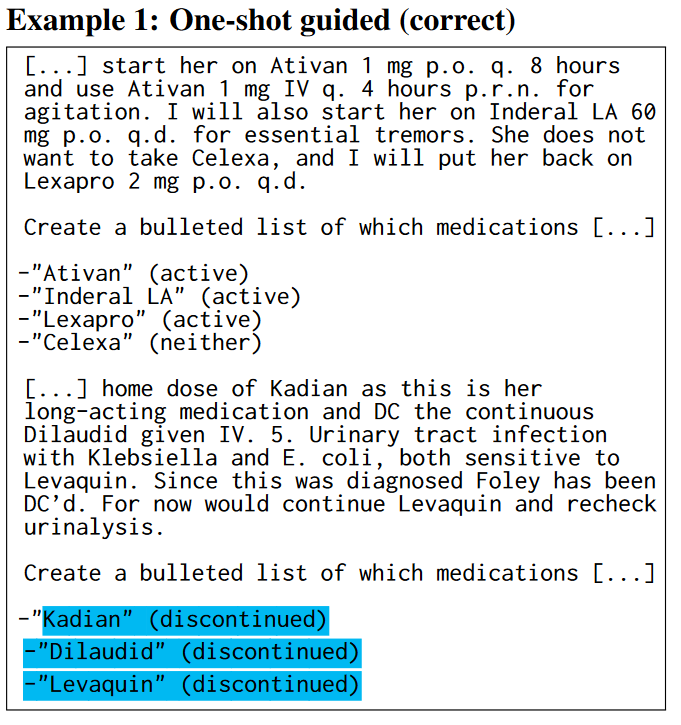 Example 1: One-shot guided (correct)
[...] start her on Ativan 1 mg p.o. q. 8 hours
and use Ativan 1 mg IV q. 4 hours p.r.n. for
agitation. I will also start her on Inderal LA 60
mg p.o. q.d. for essential tremors. She does not
want to take Celexa, and I will put her back on
Lexapro 2 mg p.o. q.d.
Create a bulleted list of which medications [...]
-"Ativan" (active)
-"Inderal LA" (active)
-"Lexapro" (active)
-"Celexa" (neither)
[...] home dose of Kadian as this is her
long-acting medication and DC the continuous
Dilaudid given IV. 5. Urinary tract infection
with Klebsiella and E. coli, both sensitive to
Levaquin. Since this was diagnosed Foley has been
DC'd. For now would continue Levaquin and recheck
urinalysis.
Create a bulleted list of which medications [...]
-"Kadian" (discontinued)
-"Dilaudid" (discontinued)
-"Levaquin" (discontinued)